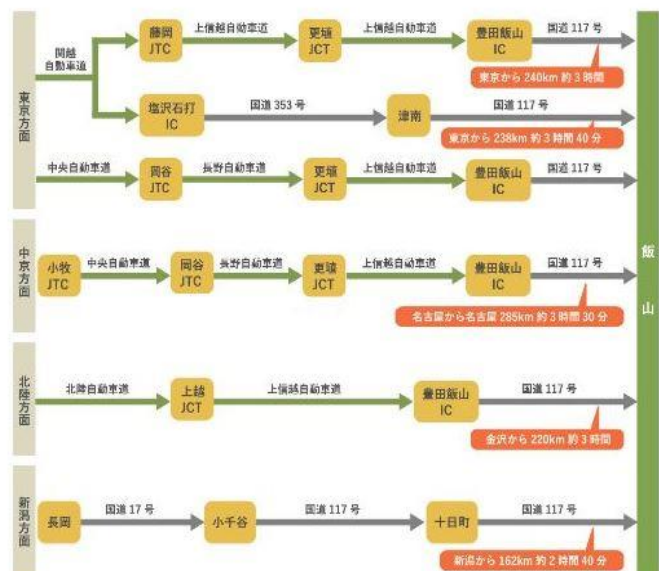 東京方面
関越
自動車道
藤岡
JTC
上信越自動車道
更埴
JCT
上信越自動車道
豊田飯山
IC
国道 117 号
東京から 240km 約 3 時間
塩沢石打
IC
国道 353 号
津南
国道 117 号
東京から 238km 約 3 時間 40 分
中央自動車道
岡谷
JTC
長野自動車道
更埴
JCT
上信越自動車道
豊田飯山
IC
国道 117 号
中京方面
小牧
JTC
中央自動車道
岡谷
JTC
長野自動車道
更埴
JCT
上信越自動車道
豊田飯山
IC
国道 117 号
名古屋から名古屋 285km 約 3 時間 30 分
北陸方面
北陸自動車道
上越
JCT
上信越自動車道
豊田飯山
IC
国道 117 号
金沢から 220km 約 3 時間
新潟方面
長岡
国道 17 号
小千谷
国道 117 号
十日町
国道 117 号
新潟から 162km 約 2 時間 40 分
飯山